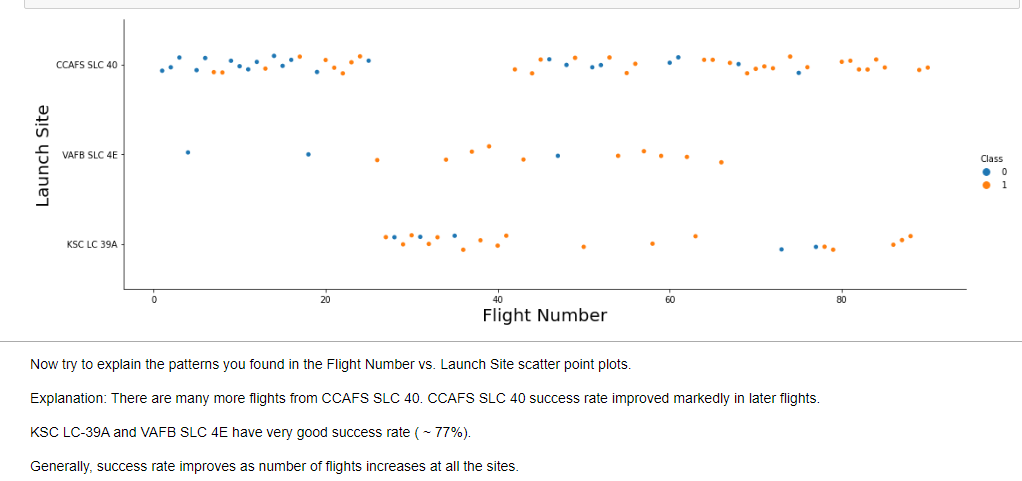 CCAFS SLC 40
VAFB SLC 4E
KSC LC 39A
Launch Site
0 20 40 60 80
Flight Number
Class
0
1
Now try to explain the patterns you found in the Flight Number vs. Launch Site scatter point plots.
Explanation: There are many more flights from CCAFS SLC 40. CCAFS SLC 40 success rate improved markedly in later flights.
KSC LC-39A and VAFB SLC 4E have very good success rate ( ~ 77%).
Generally, success rate improves as number of flights increases at all the sites.